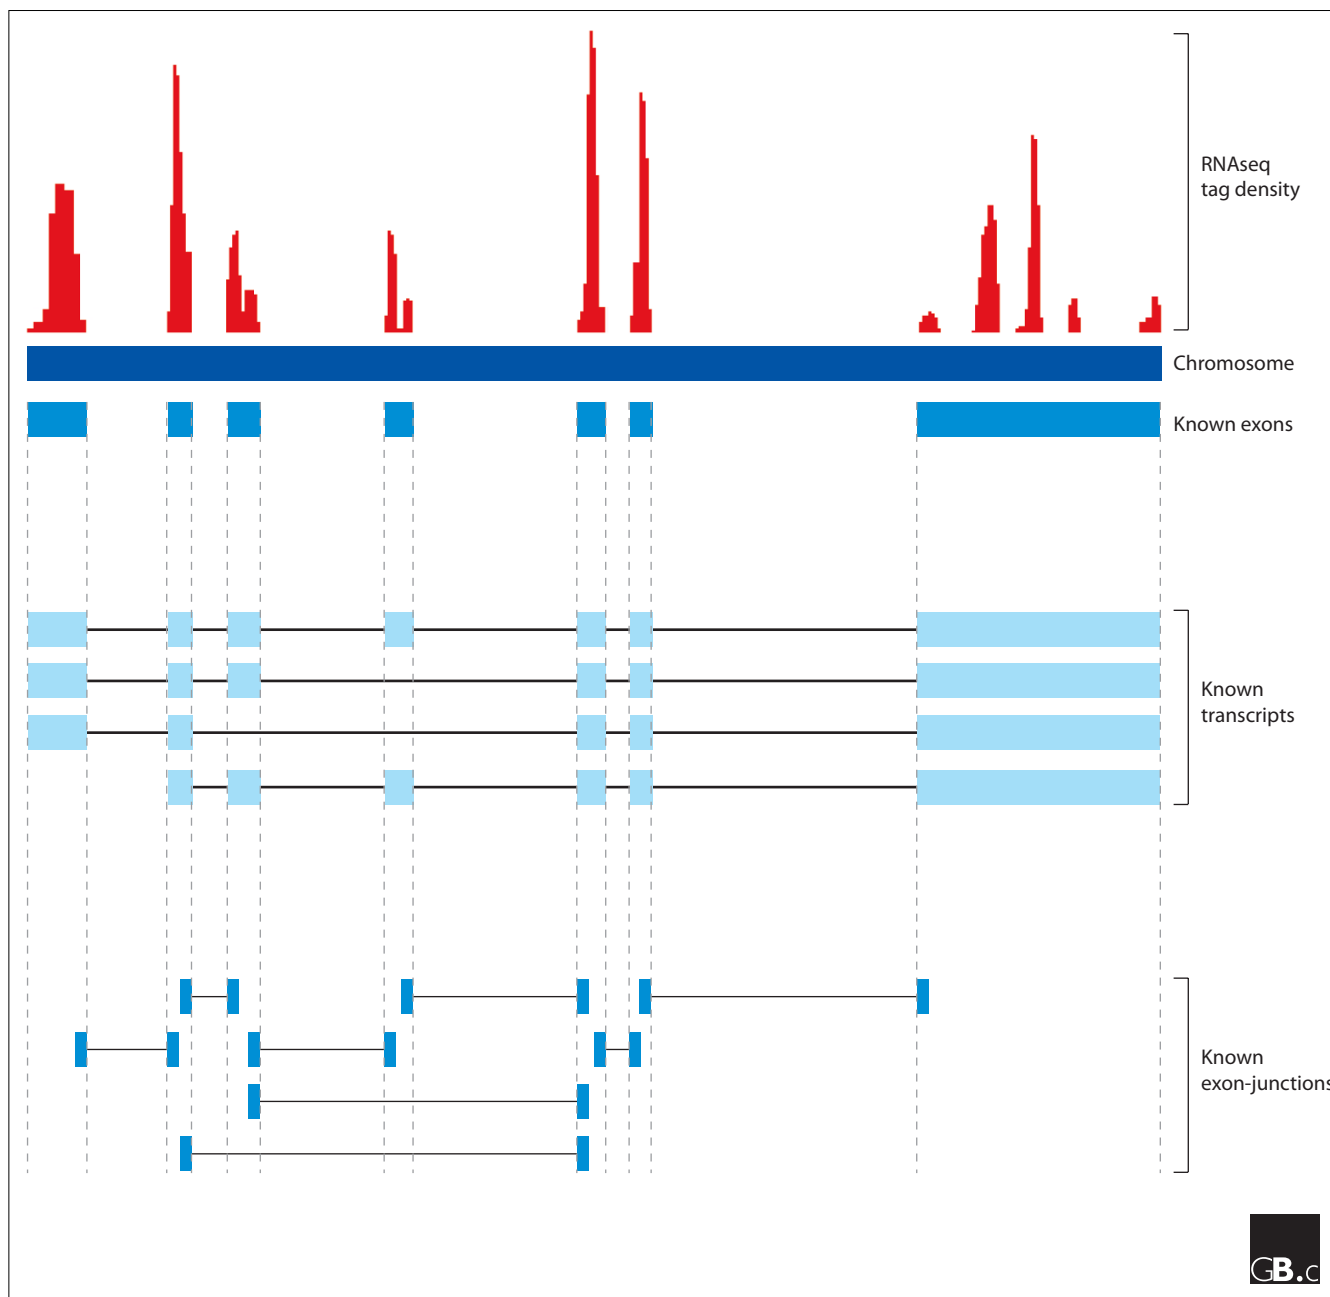 RNAseq
tag density
Chromosome
Known exons
Known
transcripts
Known
exon-junctions
GB.c